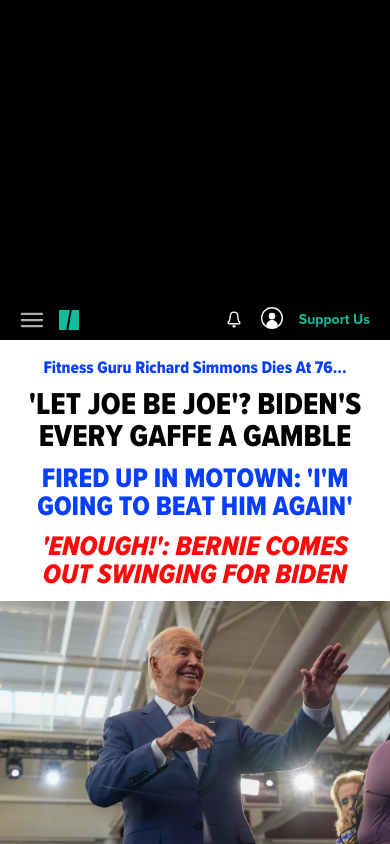 Support Us
Fitness Guru Richard Simmons Dies At 76...
'LET JOE BE JOE'? BIDEN'S
EVERY GAFFE A GAMBLE
FIRED UP IN MOTOWN: 'I'M
GOING TO BEAT HIM AGAIN'
'ENOUGH!': BERNIE COMES
OUT SWINGING FOR BIDEN